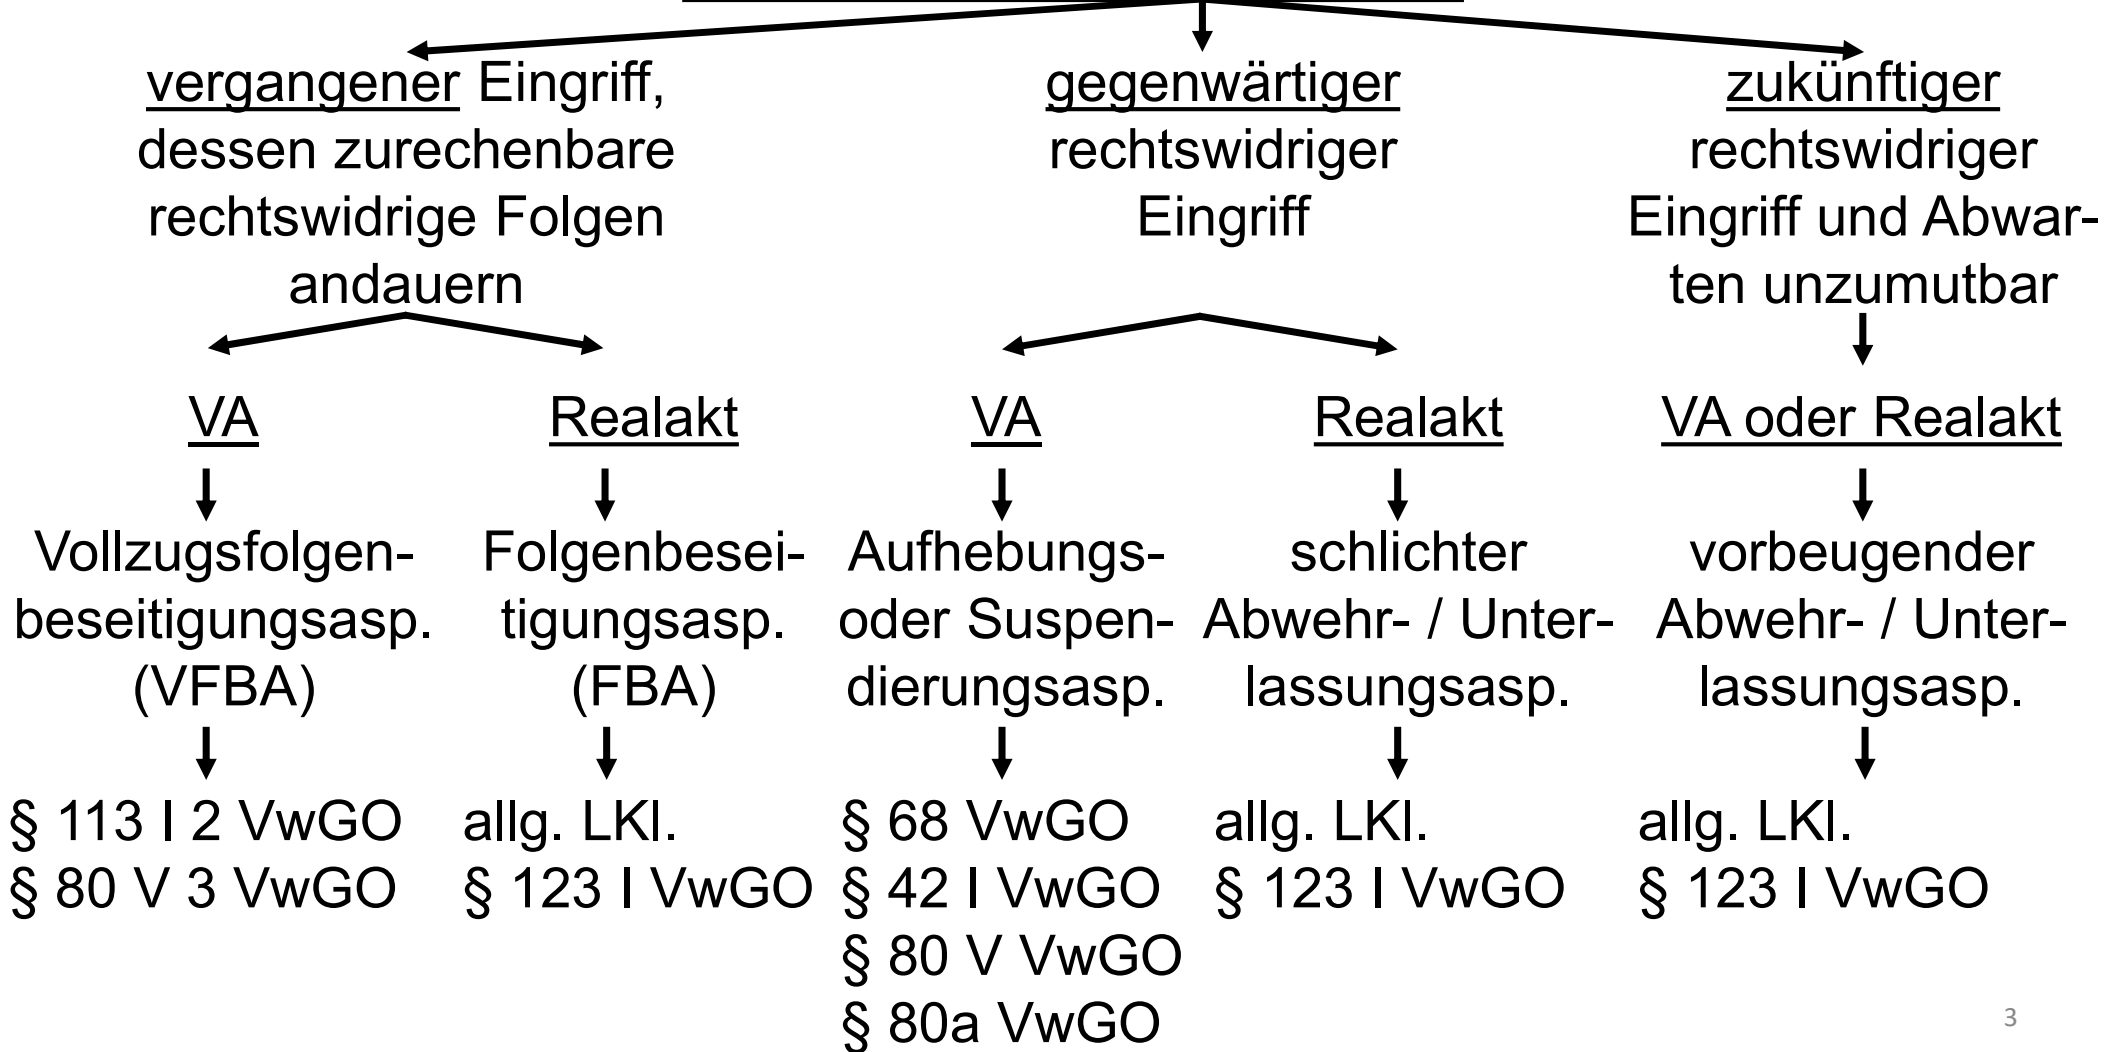 vergangener Eingriff,
dessen zurechenbare
rechtswidrige Folgen
andauern
gegenwärtiger
rechtswidriger
Eingriff
zukünftiger
rechtswidriger
Eingriff und Abwar-
ten unzumutbar
VA
Realakt
VA
Realakt
VA oder Realakt
Vollzugsfolgen-
beseitigungsasp.
(VFBA)
Folgenbesei-
tigungsasp.
(FBA)
Aufhebungs-
oder Suspen-
dierungsasp.
schlichter
Abwehr- / Unter-
lassungsasp.
vorbeugender
Abwehr- / Unter-
lassungsasp.
§ 113 I 2 VwGO
§ 80 V 3 VwGO
allg. LKl.
§ 123 I VwGO
§ 68 VwGO
§ 42 I VwGO
§ 80 V VwGO
§ 80a VwGO
allg. LKl.
§ 123 I VwGO
allg. LKl.
§ 123 I VwGO
3